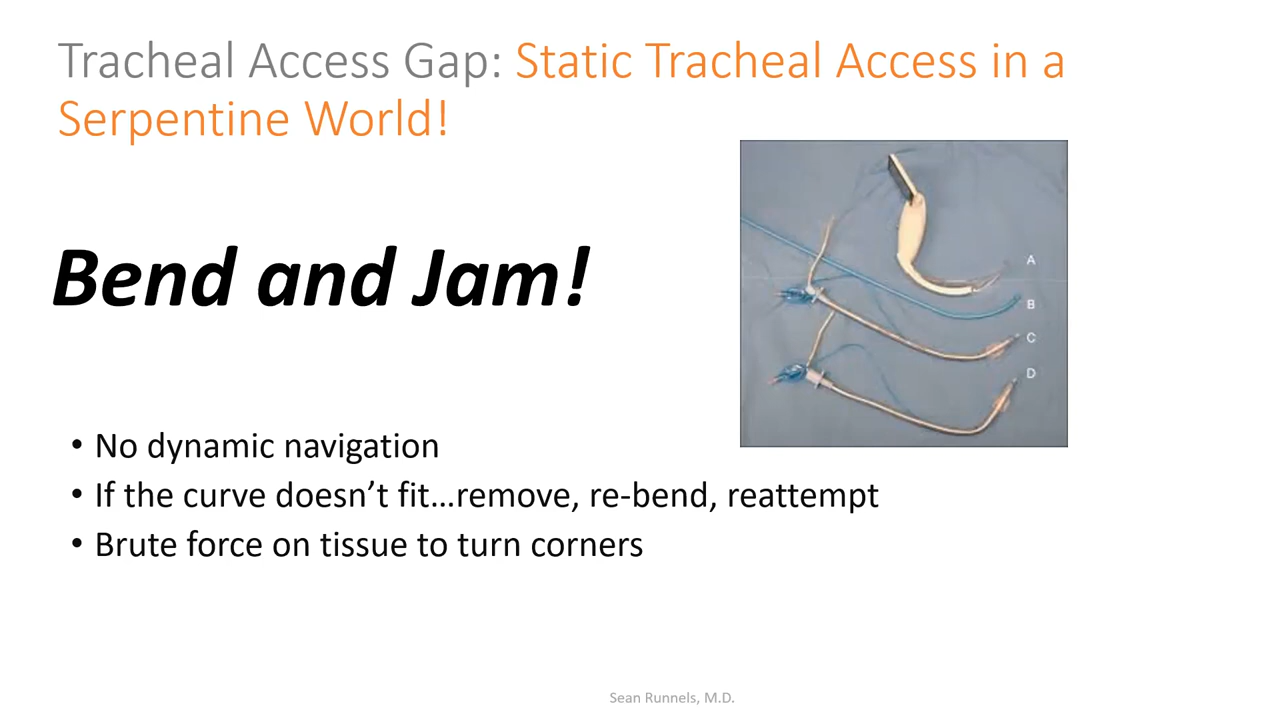 Tracheal Access Gap: Static Tracheal Access in a
Serpentine World!
Bend and Jam!
A
B
C
D
• No dynamic navigation
• If the curve doesn’t fit…remove, re-bend, reattempt
• Brute force on tissue to turn corners
Sean Runnels, M.D.